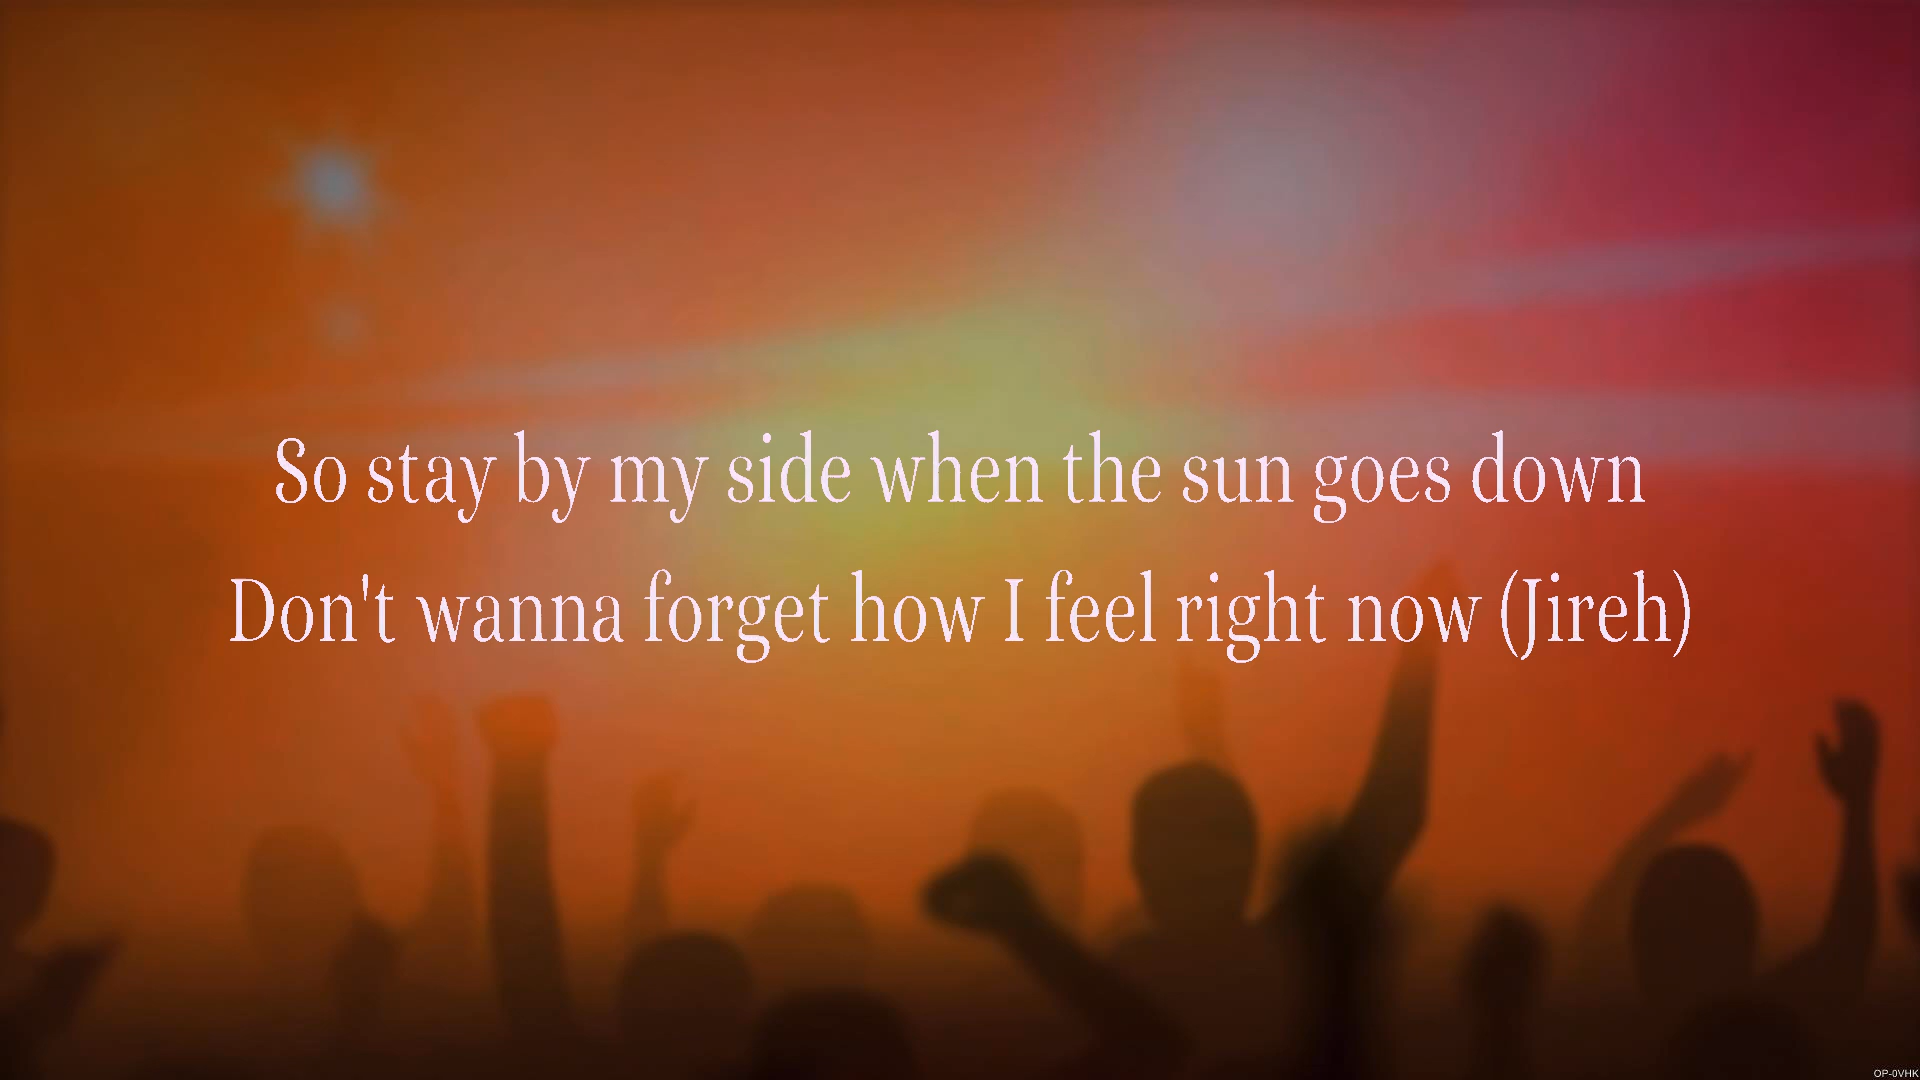 So stay by my side when the sun goes down
Don't wanna forget how I feel right now (Jireh)
OP-0VHK